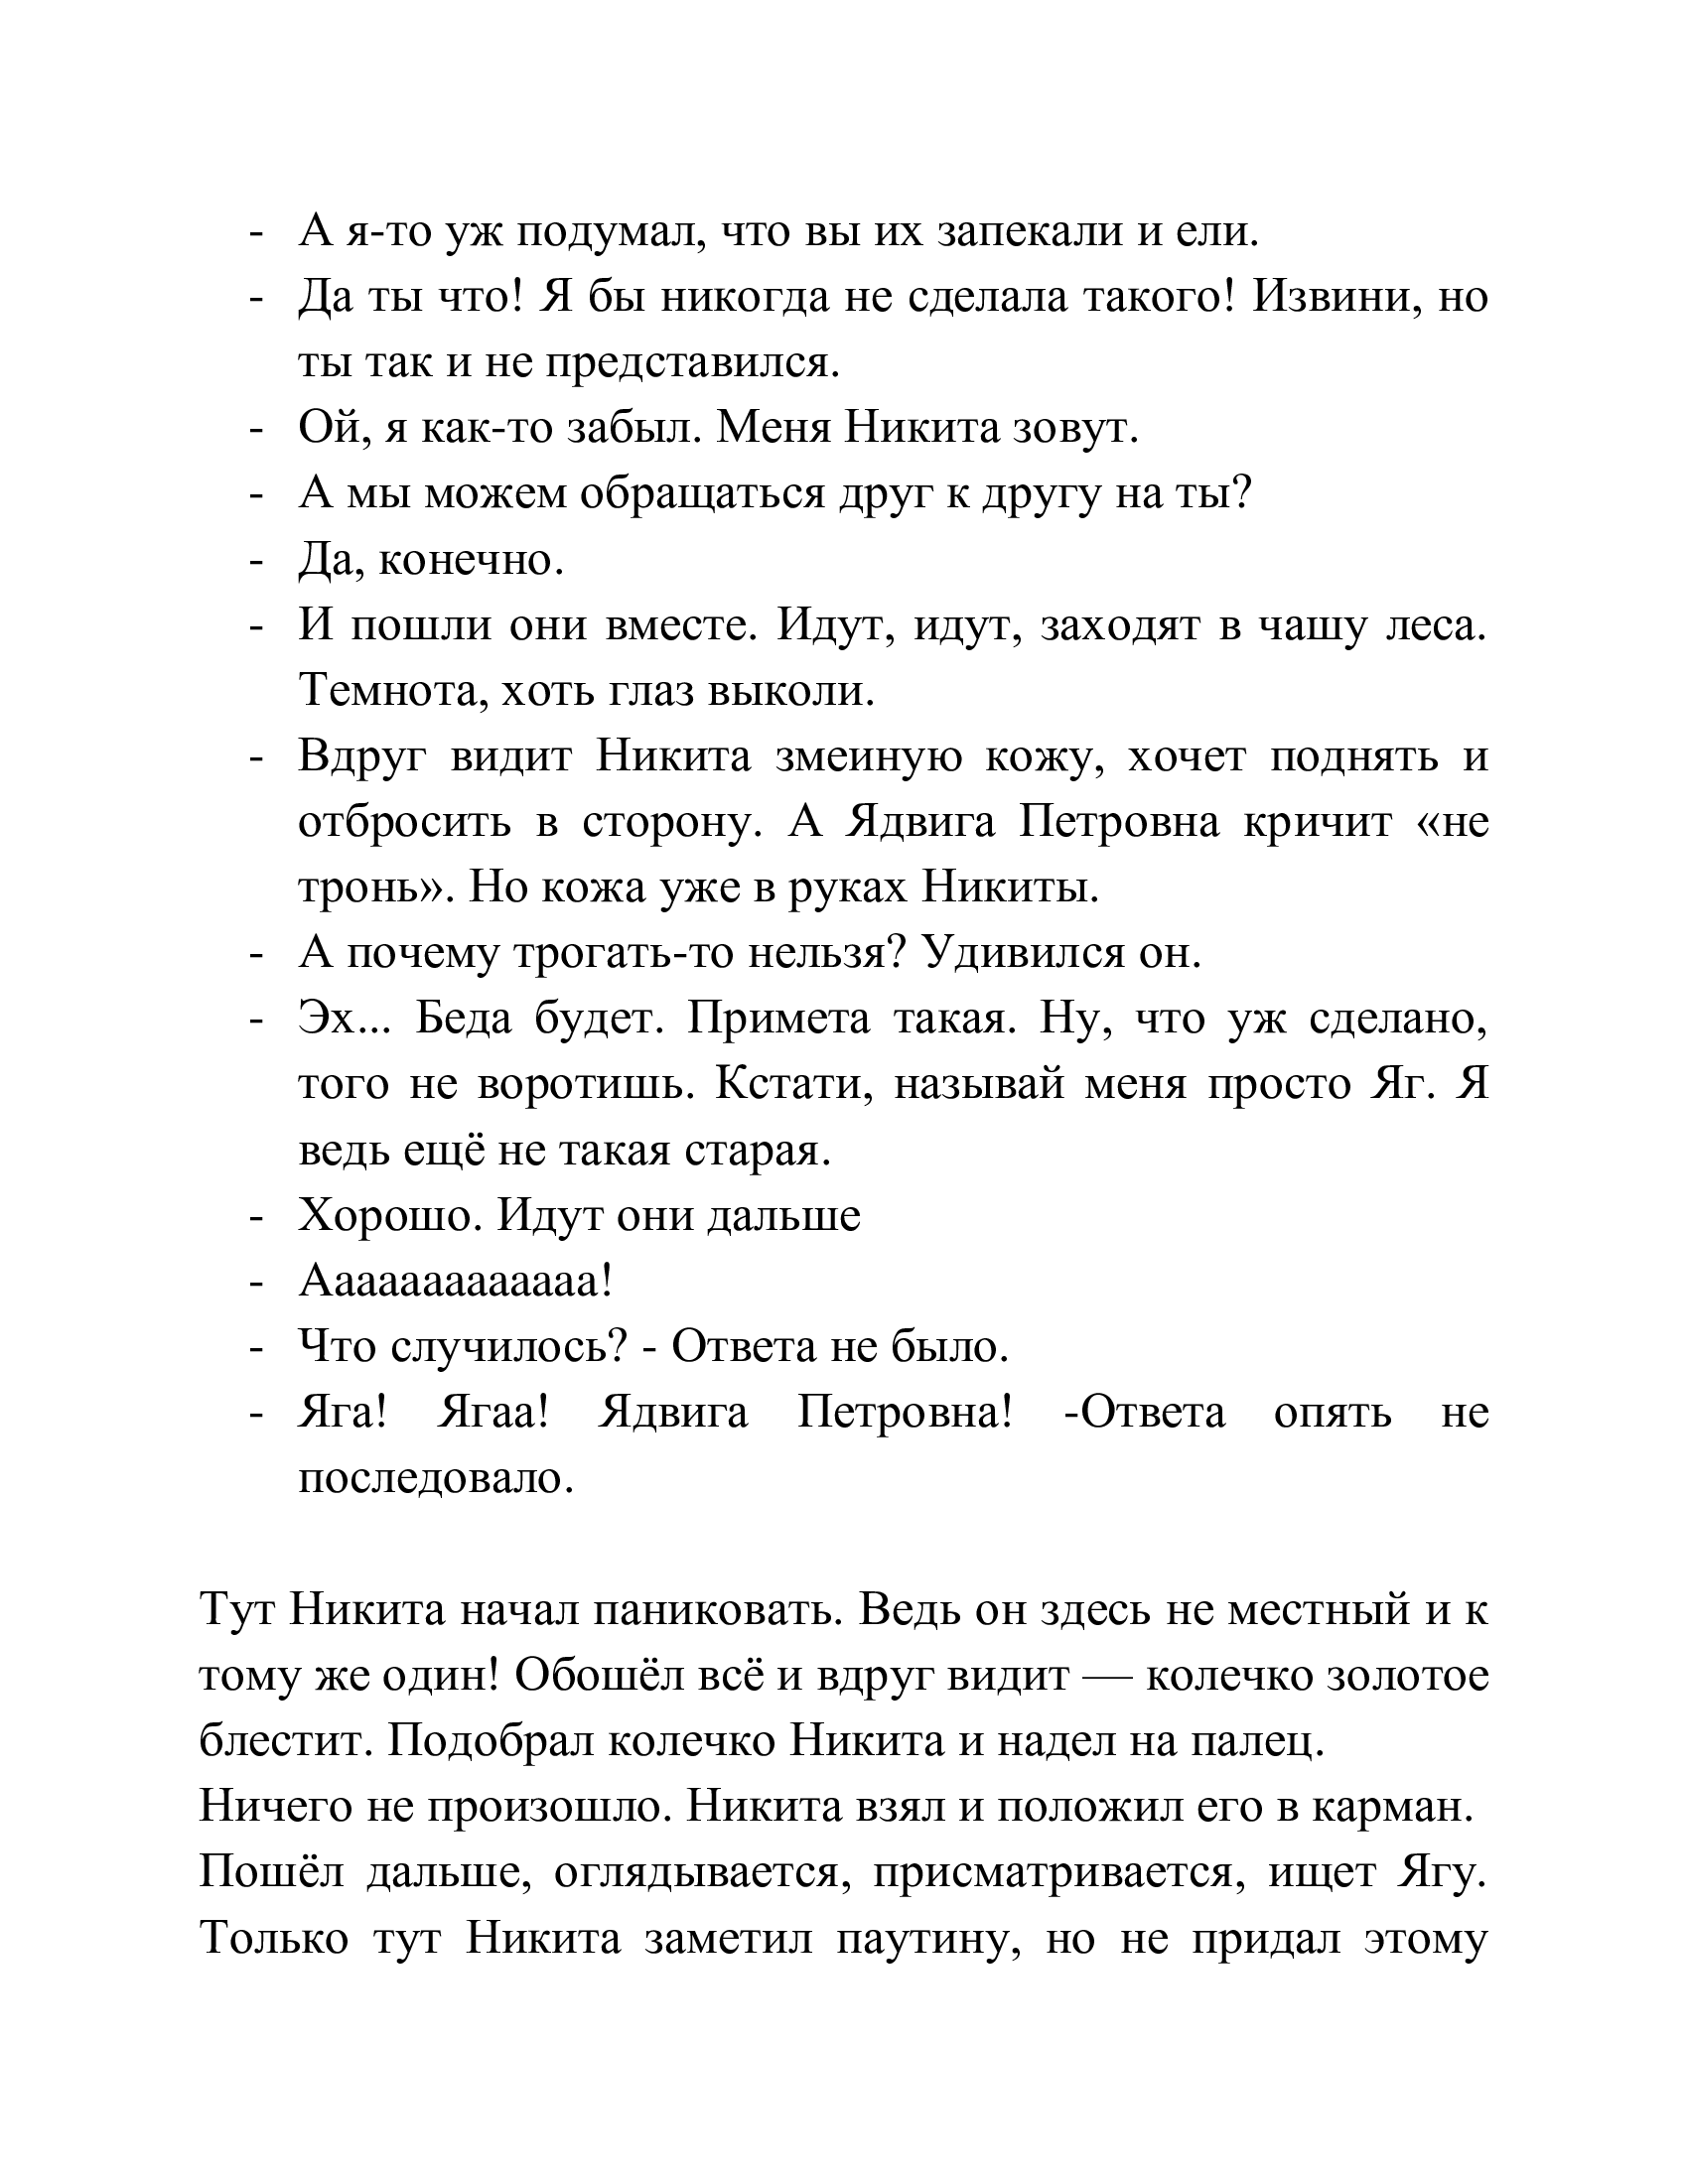 - А я-то уж подумал, что вы их запекали и ели.
- Да ты что! Я бы никогда не сделала такого! Извини, но
ты так и не представился.
- Ой, я как-то забыл. Меня Никита зовут.
- А мы можем обращаться друг к другу на ты?
- Да, конечно.
- И пошли они вместе. Идут, идут, заходят в чашу леса.
Темнота, хоть глаз выколи.
- Вдруг видит Никита змеиную кожу, хочет поднять и
отбросить в сторону. А Ядвига Петровна кричит «не
тронь». Но кожа уже в руках Никиты.
- А почему трогать-то нельзя? Удивился он.
- Эх... Беда будет. Примета такая. Ну, что уж сделано,
того не воротишь. Кстати, называй меня просто Яг. Я
ведь ещё не такая старая.
- Хорошо. Идут они дальше
- Ааааааааааааа!
- Что случилось? - Ответа не было.
- Яга! Ягаа! Ядвига Петровна! -Ответа опять не
последовало.
Тут Никита начал паниковать. Ведь он здесь не местный и к
тому же один! Обошёл всё и вдруг видит — колечко золотое
блестит. Подобрал колечко Никита и надел на палец.
Ничего не произошло. Никита взял и положил его в карман.
Пошёл дальше, оглядывается, присматривается, ищет Ягу.
Только тут Никита заметил паутину, но не придал этому